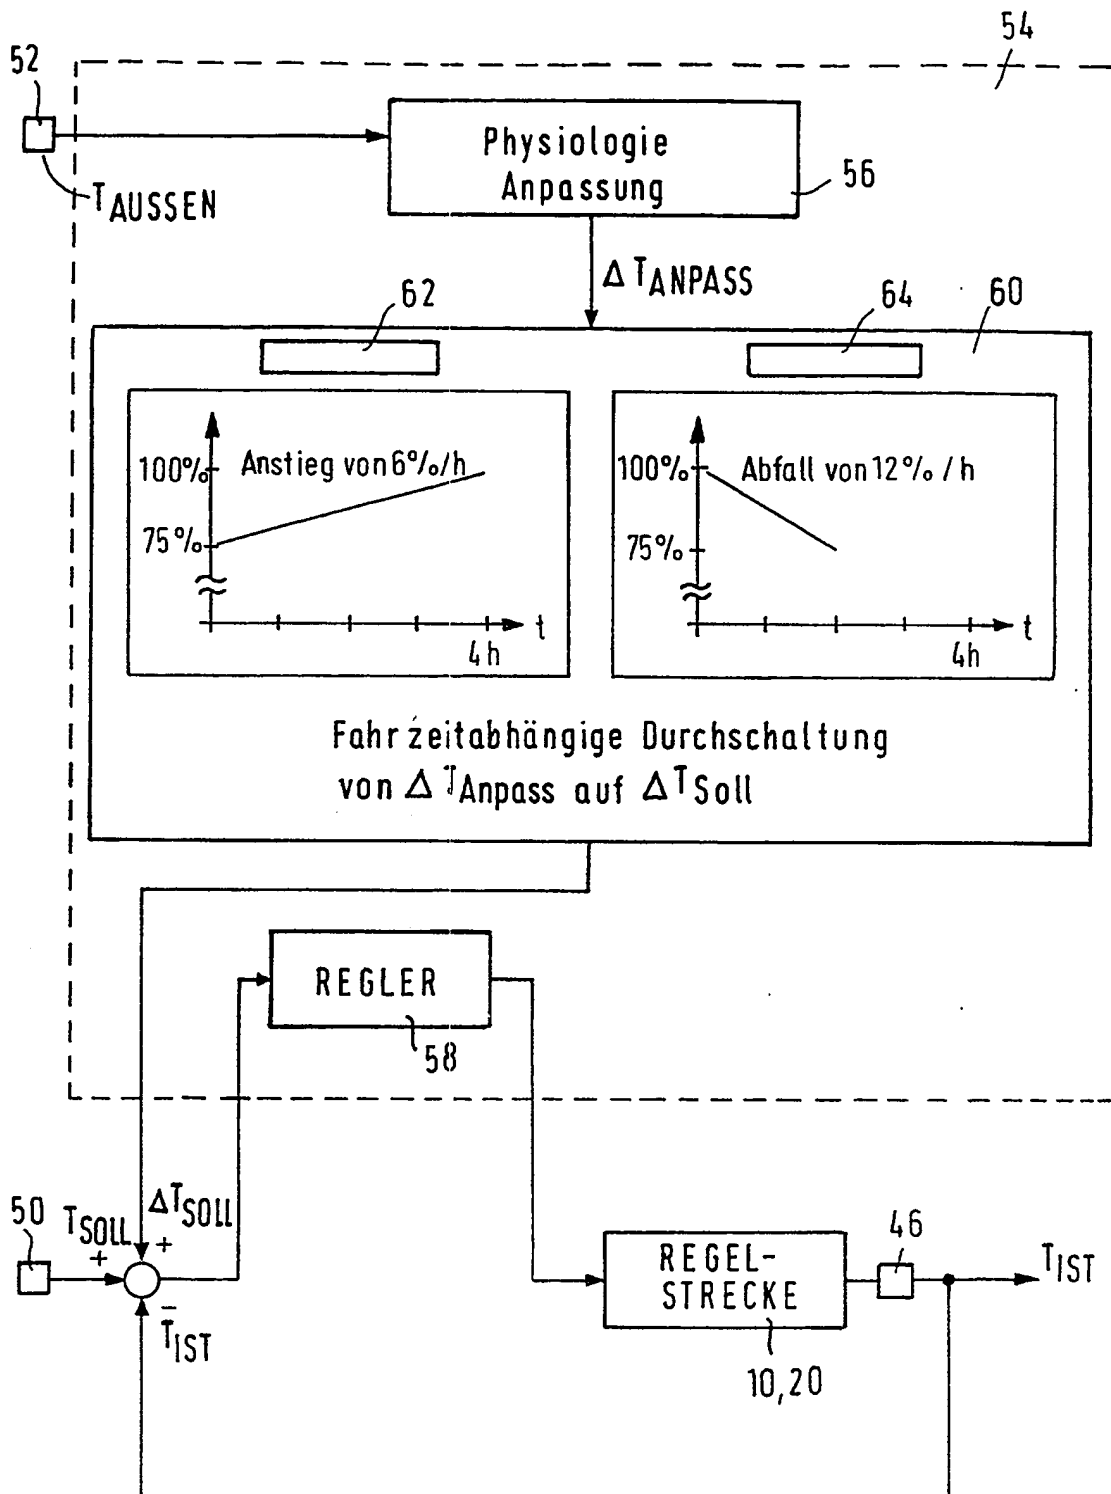 54
52
Physiologie
Anpassung
56
TAUSSEN
ΔTANPASS
62
64
60
100%
Anstieg von 6%/h
75%
t
4h
100%
Abfall von 12% / h
75%
t
4h
Fahrzeitabhängige Durchschaltung
von ΔTAnpass auf ΔTSoll
REGLER
58
50
TSOLL
+
ΔTSOLL
+
46
REGEL-
STRECKE
TIST
–
TIST
10,20